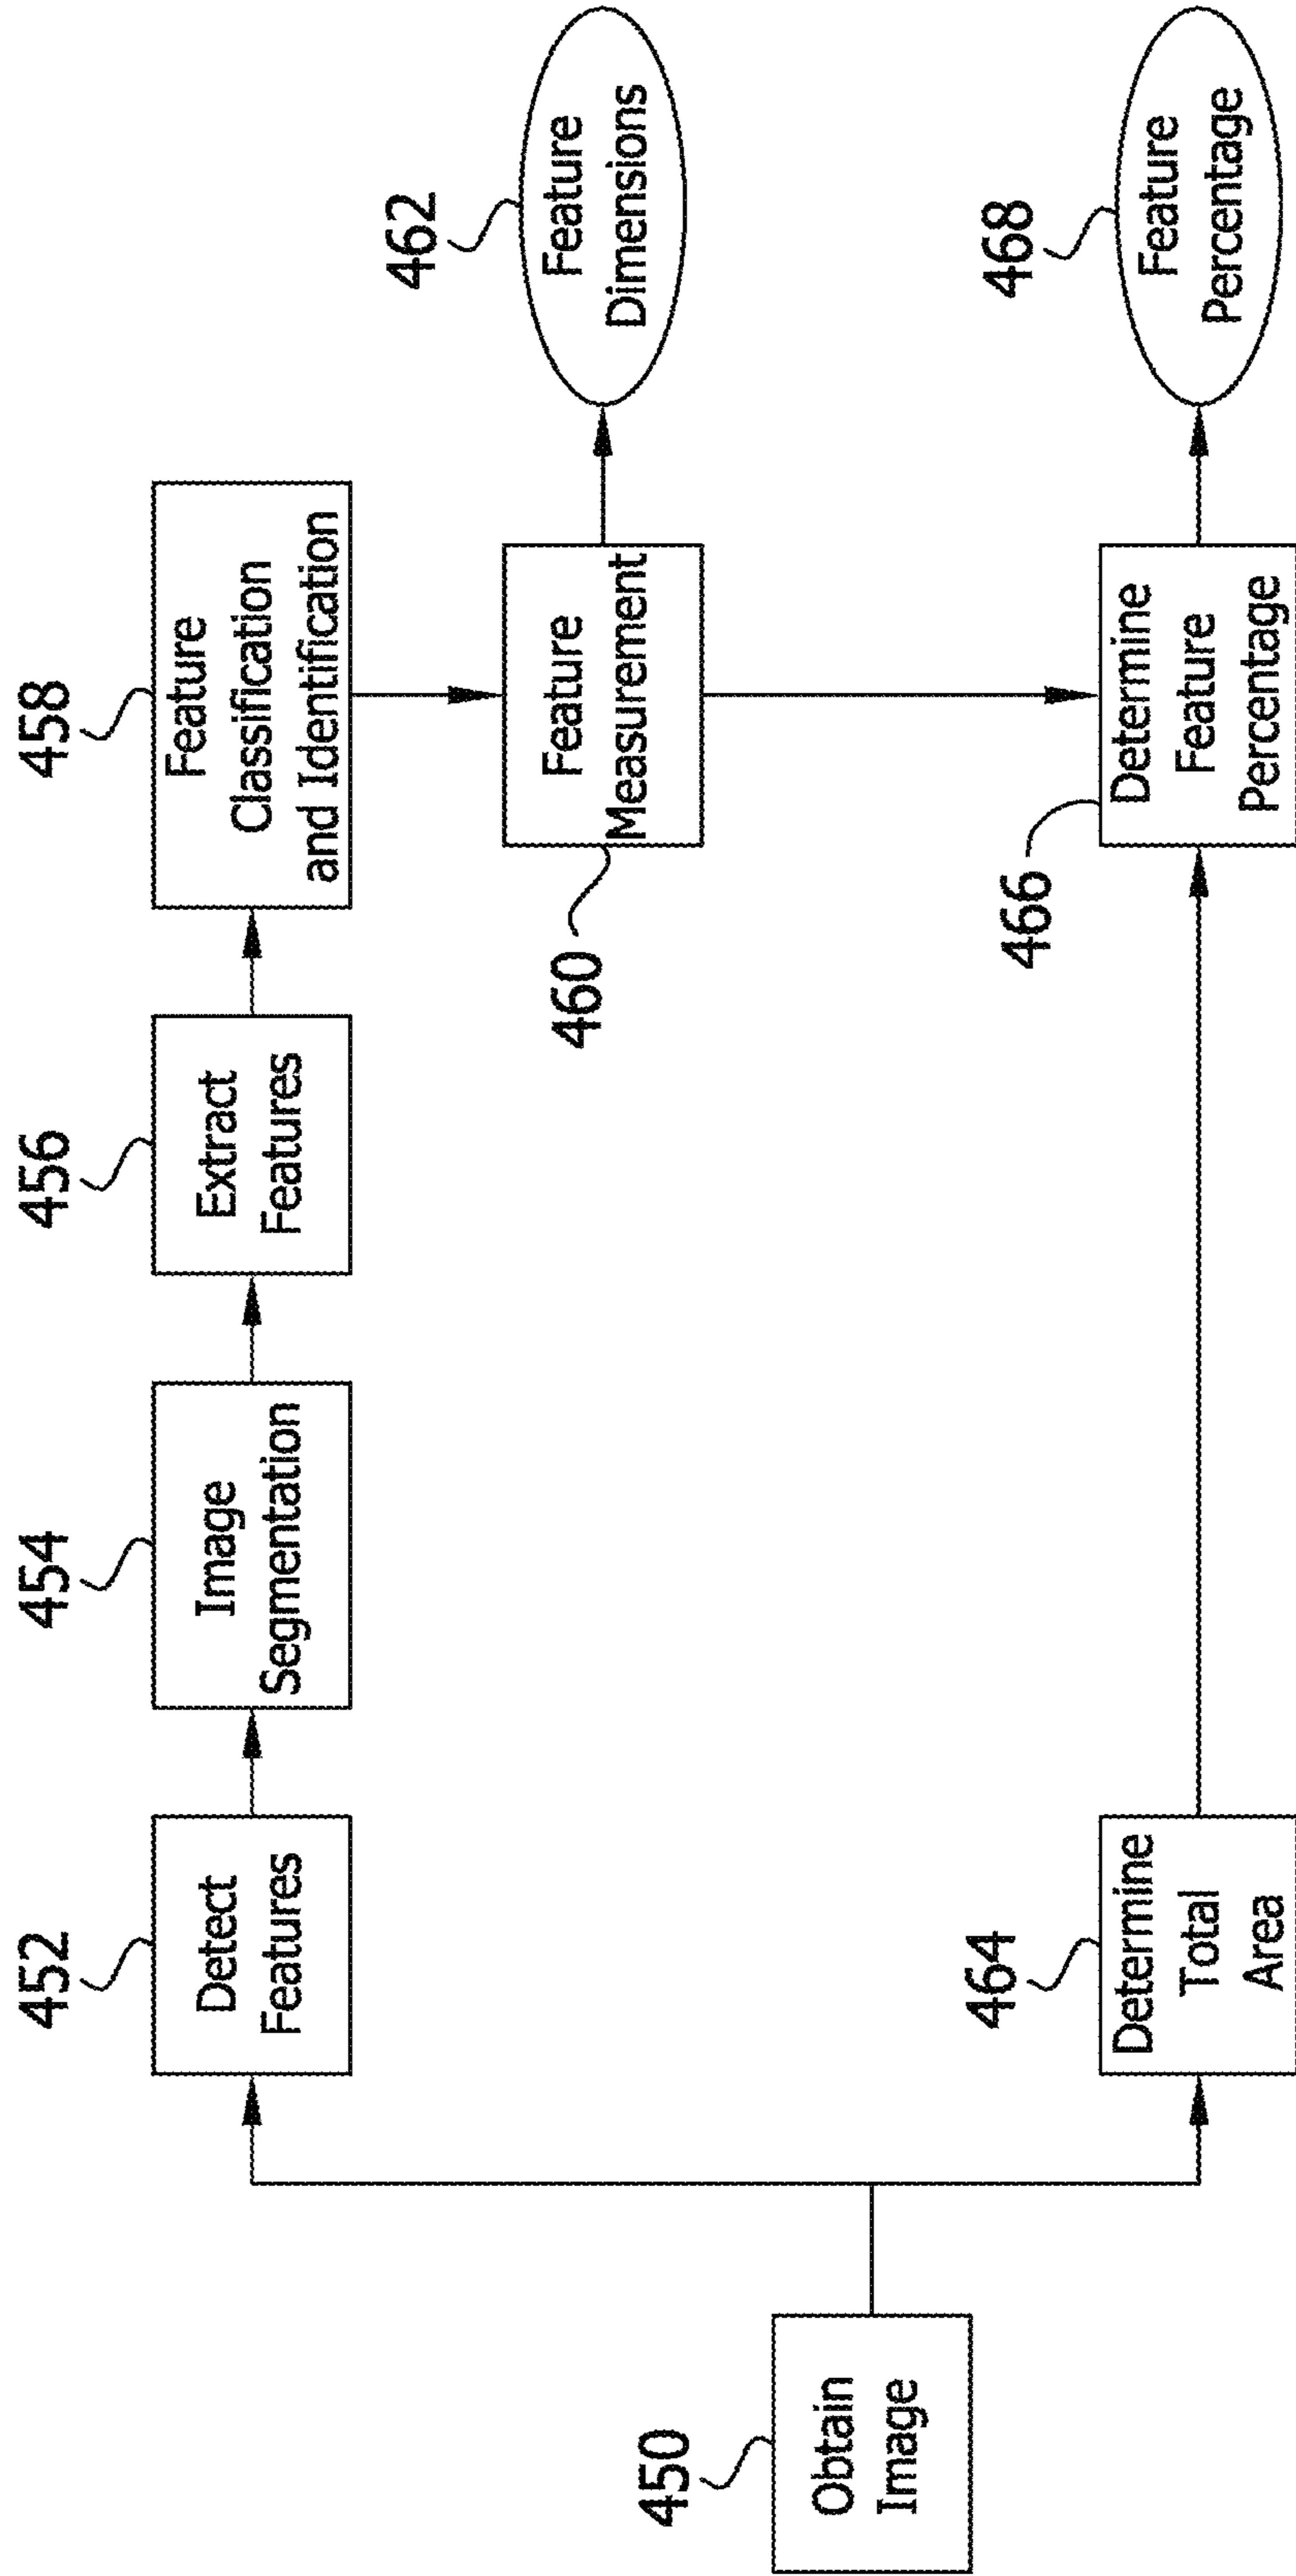 450
Obtain
Image
452
Detect
Features
454
Image
Segmentation
456
Extract
Features
458
Feature
Classification
and Identification
460
Feature
Measurement
462
Feature
Dimensions
464
Determine
Total
Area
466
Determine
Feature
Percentage
468
Feature
Percentage